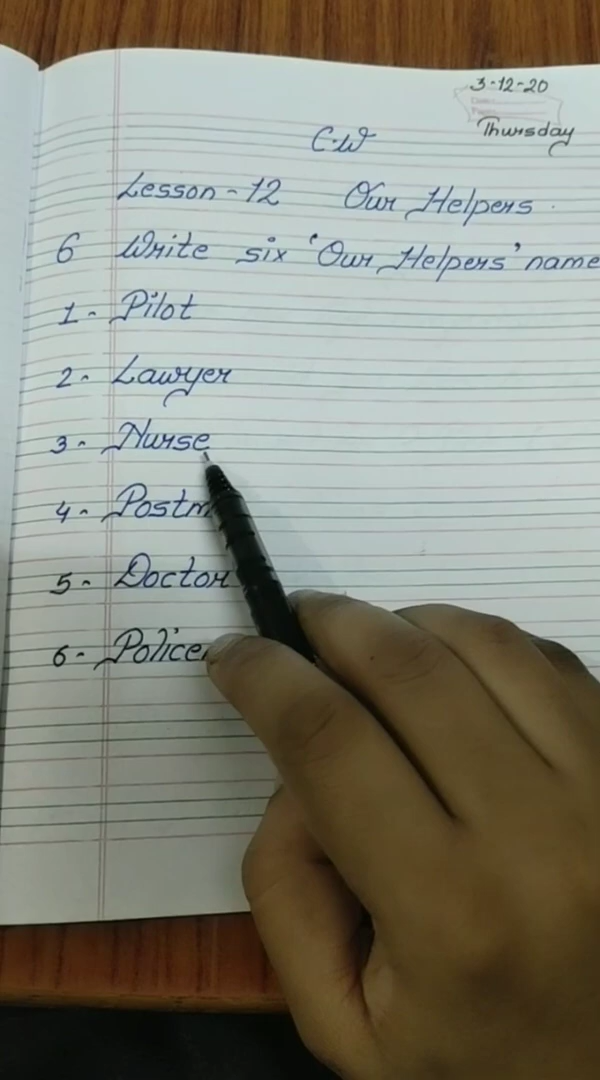 3-12-20
Thursday
C.W
Lesson-12 Our Helpers.
6 Write six 'Our Helpers' name
1- Pilot
2- Lawyer
3- Nurse
4- Postm
5- Doctor
6- Police